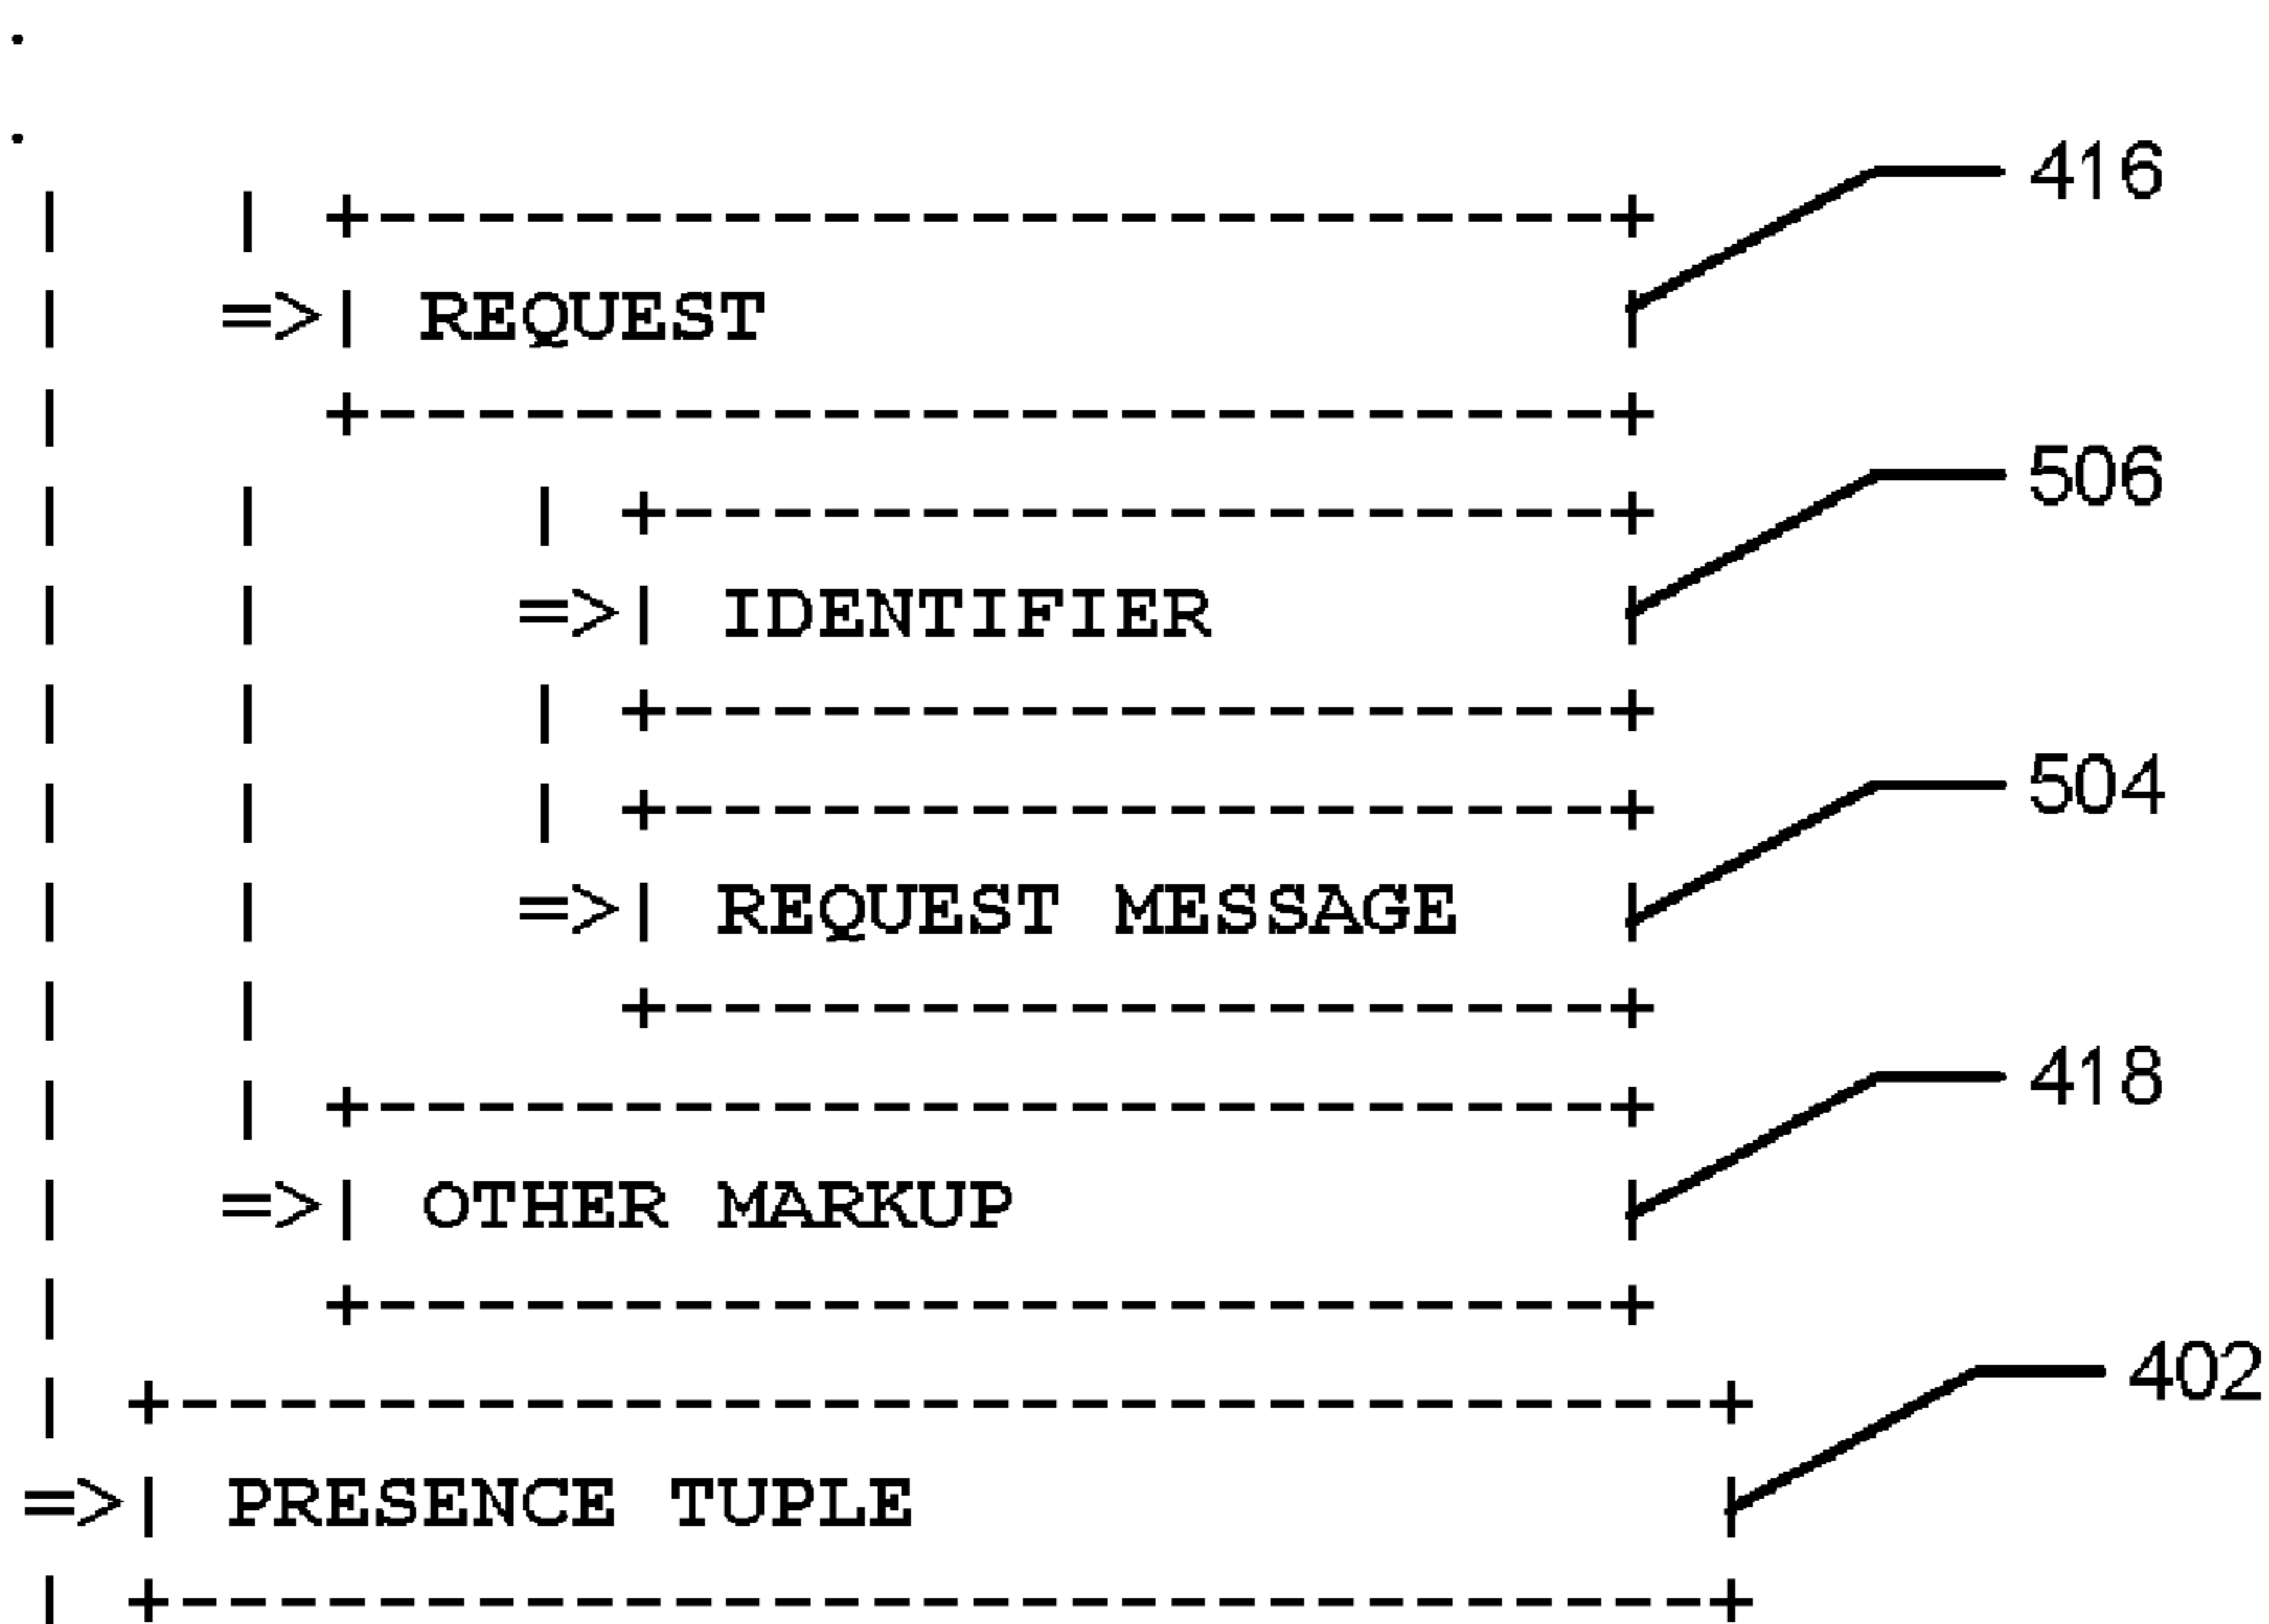 .
.
416
| | +--------------------------+
| =>| REQUEST |
| +--------------------------+
506
| | | +--------------------+
| | =>| IDENTIFIER |
| | | +--------------------+
504
| | | +--------------------+
| | =>| REQUEST MESSAGE |
| | +--------------------+
418
| | +--------------------------+
| =>| OTHER MARKUP |
| +--------------------------+
402
| +--------------------------------+
=>| PRESENCE TUPLE |
| +--------------------------------+